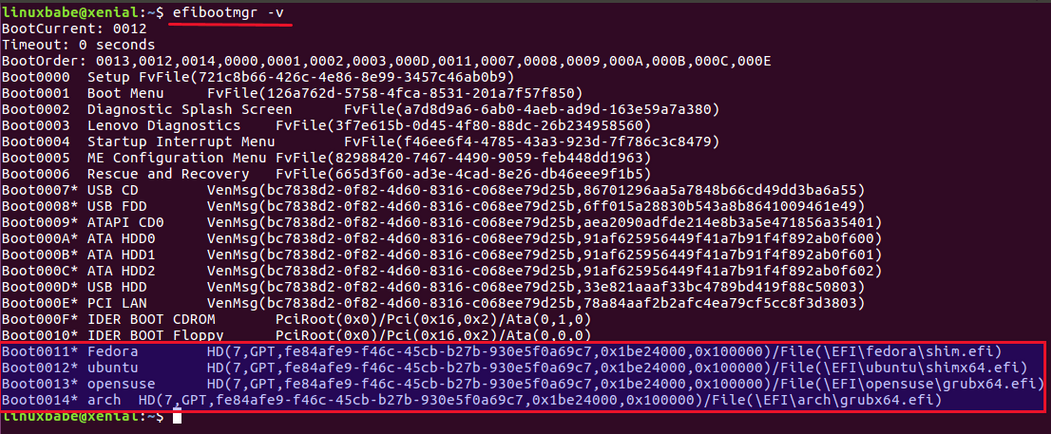 linuxbabe@xenial:~$ efibootmgr -v
BootCurrent: 0012
Timeout: 0 seconds
BootOrder: 0013,0012,0014,0000,0001,0002,0003,000D,0011,0007,0008,0009,000A,000B,000C,000E
Boot0000  Setup FvFile(721c8b66-426c-4e86-8e99-3457c46ab0b9)
Boot0001  Boot Menu	FvFile(126a762d-5758-4fca-8531-201a7f57f850)
Boot0002  Diagnostic Splash Screen	FvFile(a7d8d9a6-6ab0-4aeb-ad9d-163e59a7a380)
Boot0003  Lenovo Diagnostics	FvFile(3f7e615b-0d45-4f80-88dc-26b234958560)
Boot0004  Startup Interrupt Menu	FvFile(f46ee6f4-4785-43a3-923d-7f786c3c8479)
Boot0005  ME Configuration Menu	FvFile(82988420-7467-4490-9059-feb448dd1963)
Boot0006  Rescue and Recovery	FvFile(665d3f60-ad3e-4cad-8e26-db46eee9f1b5)
Boot0007* USB CD	VenMsg(bc7838d2-0f82-4d60-8316-c068ee79d25b,86701296aa5a7848b66cd49dd3ba6a55)
Boot0008* USB FDD	VenMsg(bc7838d2-0f82-4d60-8316-c068ee79d25b,6ff015a28830b543a8b8641009461e49)
Boot0009* ATAPI CD0	VenMsg(bc7838d2-0f82-4d60-8316-c068ee79d25b,aea2090adfde214e8b3a5e471856a35401)
Boot000A* ATA HDD0	VenMsg(bc7838d2-0f82-4d60-8316-c068ee79d25b,91af625956449f41a7b91f4f892ab0f600)
Boot000B* ATA HDD1	VenMsg(bc7838d2-0f82-4d60-8316-c068ee79d25b,91af625956449f41a7b91f4f892ab0f601)
Boot000C* ATA HDD2	VenMsg(bc7838d2-0f82-4d60-8316-c068ee79d25b,91af625956449f41a7b91f4f892ab0f602)
Boot000D* USB HDD	VenMsg(bc7838d2-0f82-4d60-8316-c068ee79d25b,33e821aaaf33bc4789bd419f88c50803)
Boot000E* PCI LAN	VenMsg(bc7838d2-0f82-4d60-8316-c068ee79d25b,78a84aaf2b2afc4ea79cf5cc8f3d3803)
Boot000F* IDER BOOT CDROM	PciRoot(0x0)/Pci(0x16,0x2)/Ata(0,1,0)
Boot0010* IDER BOOT Floppy	PciRoot(0x0)/Pci(0x16,0x2)/Ata(0,0,0)
Boot0011* Fedora	HD(7,GPT,fe84afe9-f46c-45cb-b27b-930e5f0a69c7,0x1be24000,0x100000)/File(\EFI\fedora\shim.efi)
Boot0012* ubuntu	HD(7,GPT,fe84afe9-f46c-45cb-b27b-930e5f0a69c7,0x1be24000,0x100000)/File(\EFI\ubuntu\shimx64.efi)
Boot0013* opensuse	HD(7,GPT,fe84afe9-f46c-45cb-b27b-930e5f0a69c7,0x1be24000,0x100000)/File(\EFI\opensuse\grubx64.efi)
Boot0014* arch	HD(7,GPT,fe84afe9-f46c-45cb-b27b-930e5f0a69c7,0x1be24000,0x100000)/File(\EFI\arch\grubx64.efi)
linuxbabe@xenial:~$